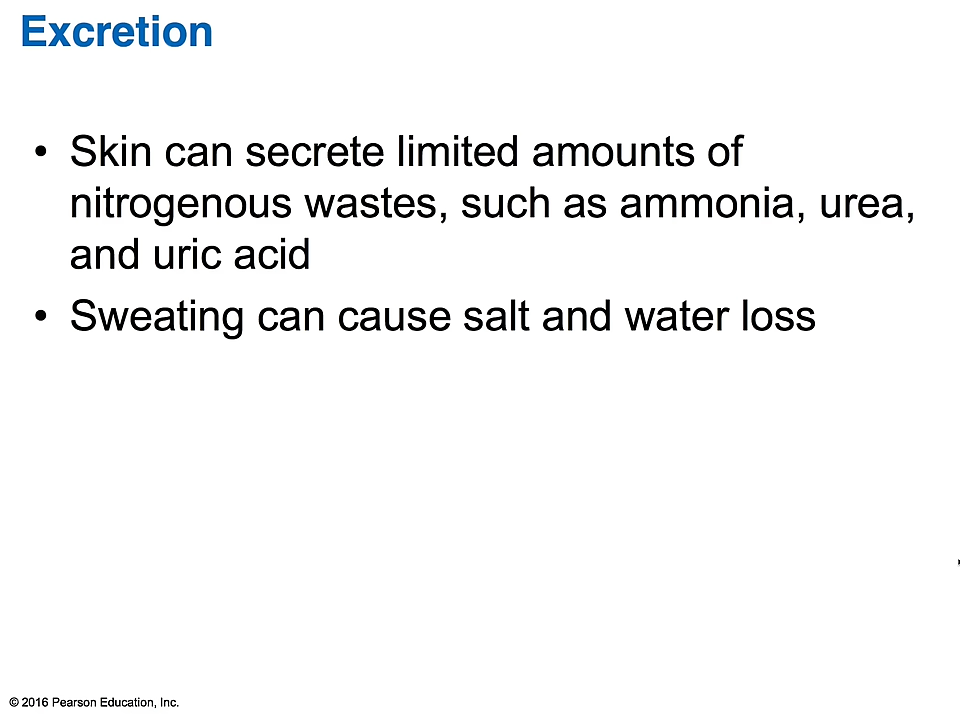 Excretion
• Skin can secrete limited amounts of
nitrogenous wastes, such as ammonia, urea,
and uric acid
• Sweating can cause salt and water loss
© 2016 Pearson Education, Inc.